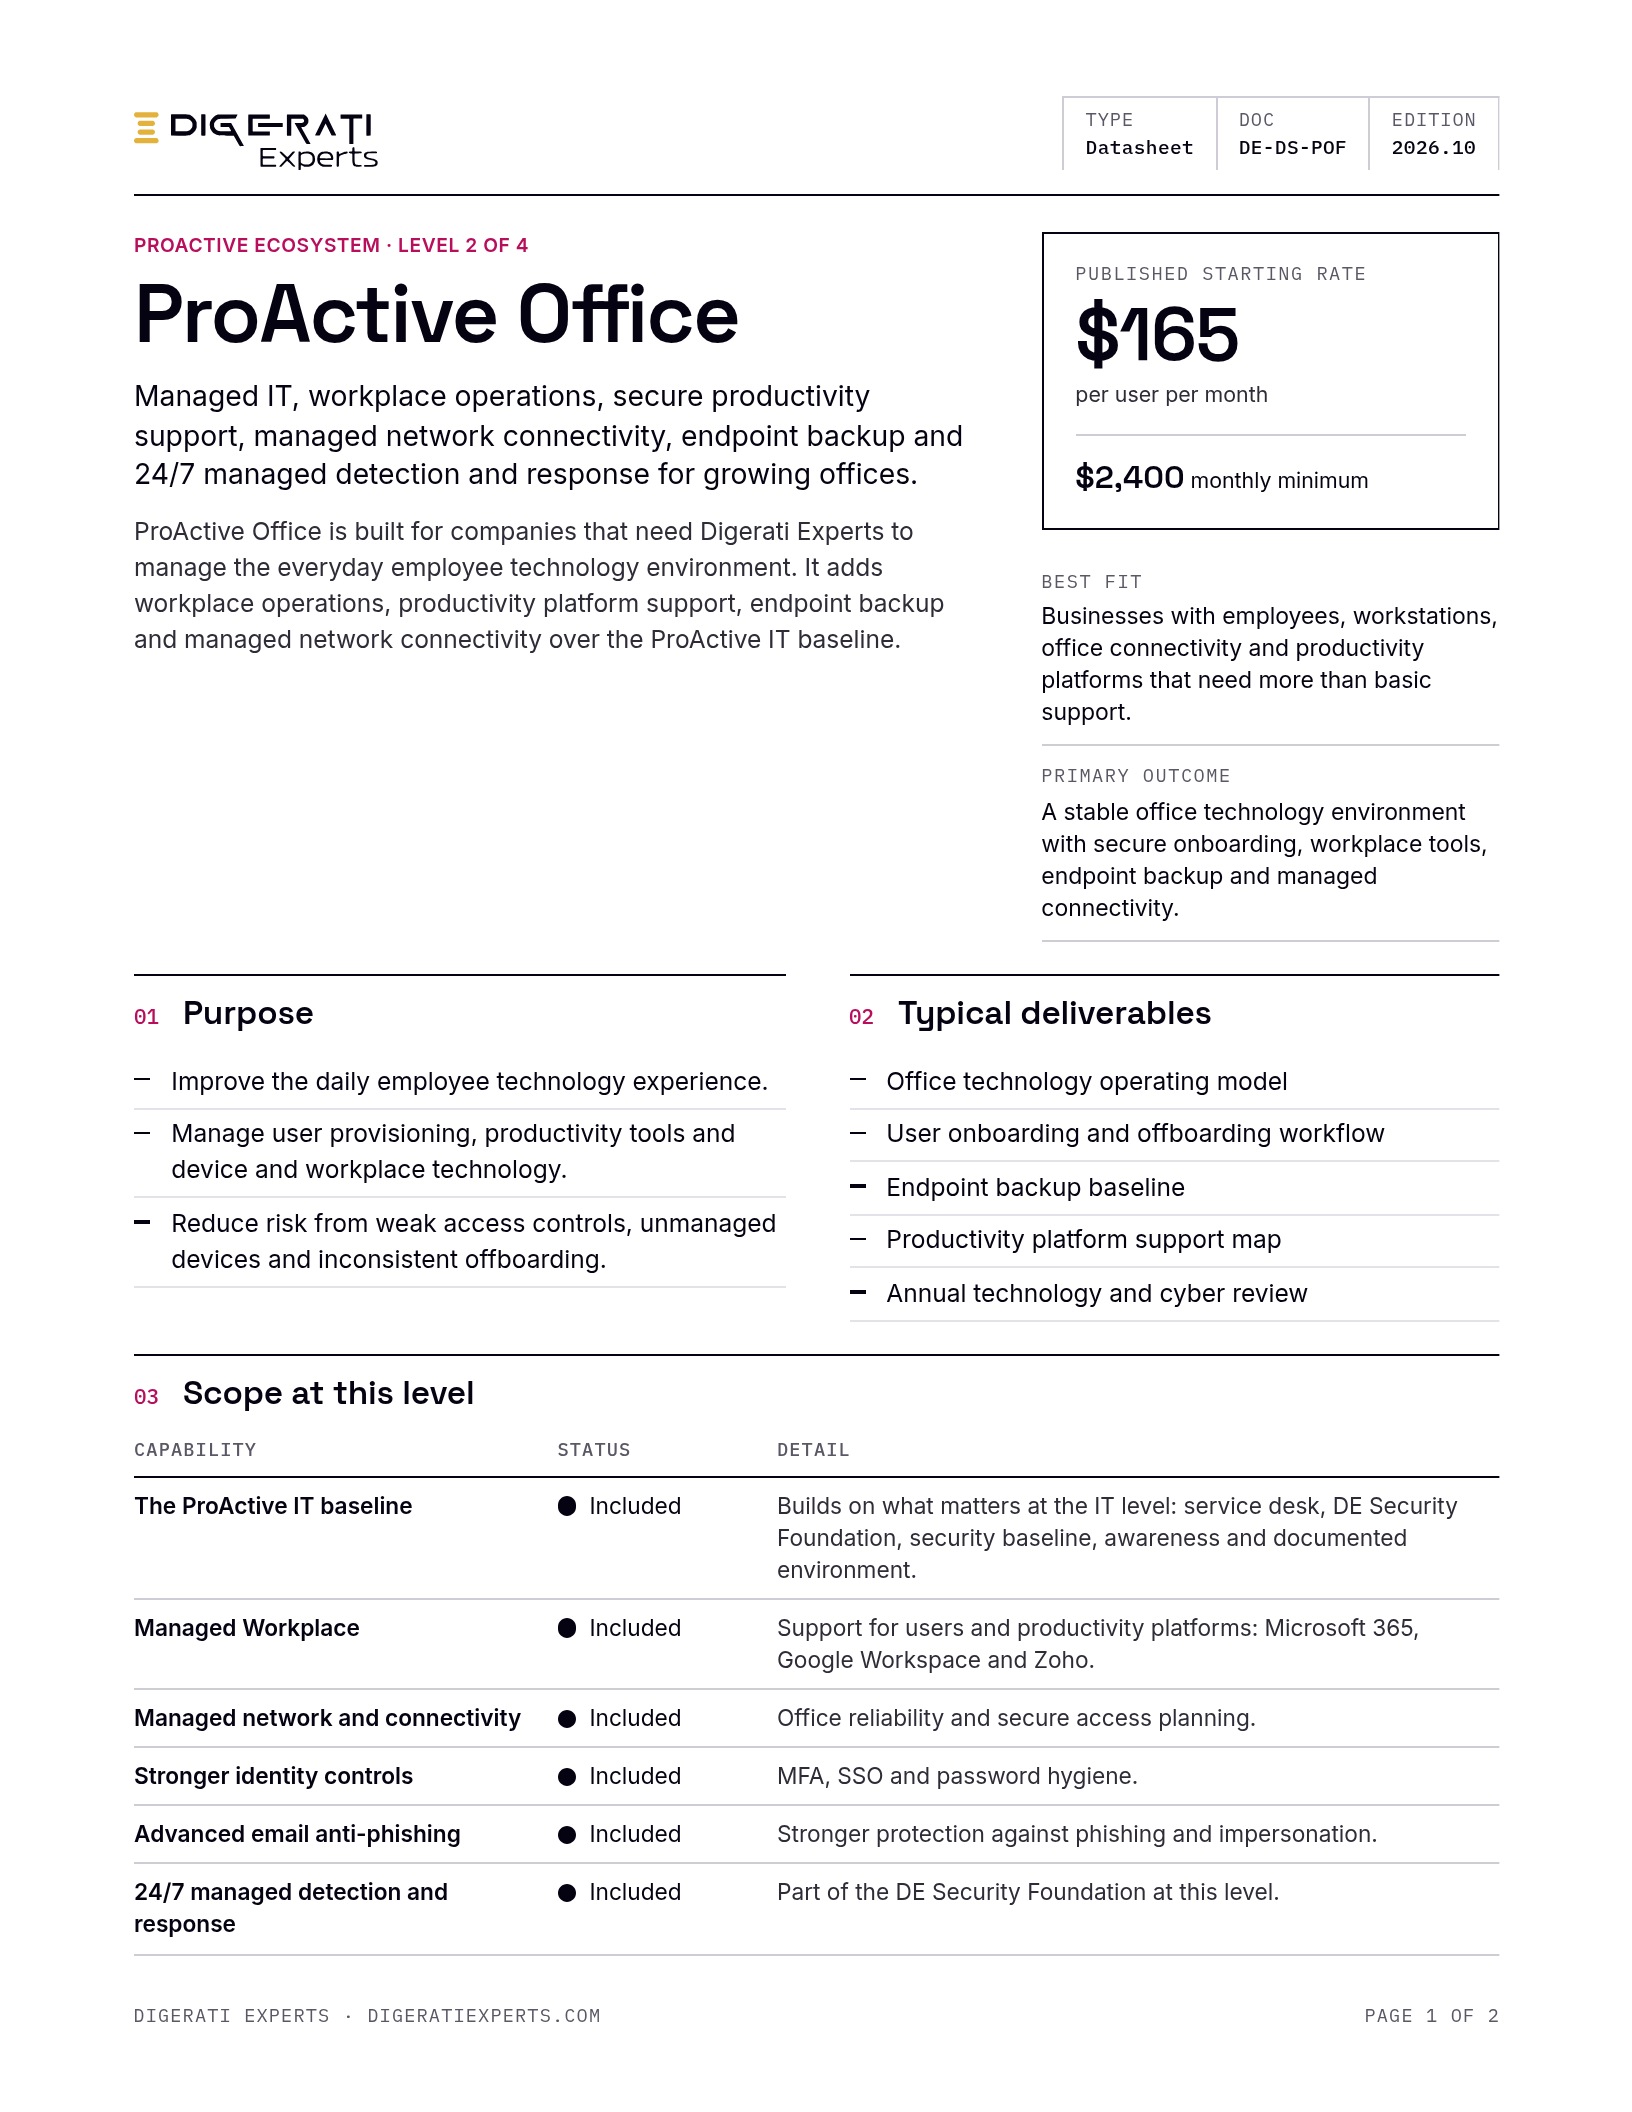 DIGERATI
Experts
TYPE
Datasheet
DOC
DE-DS-POF
EDITION
2026.10
PROACTIVE ECOSYSTEM · LEVEL 2 OF 4
ProActive Office
Managed IT, workplace operations, secure productivity
support, managed network connectivity, endpoint backup and
24/7 managed detection and response for growing offices.
ProActive Office is built for companies that need Digerati Experts to
manage the everyday employee technology environment. It adds
workplace operations, productivity platform support, endpoint backup
and managed network connectivity over the ProActive IT baseline.
PUBLISHED STARTING RATE
$165
per user per month
$2,400 monthly minimum
BEST FIT
Businesses with employees, workstations,
office connectivity and productivity
platforms that need more than basic
support.
PRIMARY OUTCOME
A stable office technology environment
with secure onboarding, workplace tools,
endpoint backup and managed
connectivity.
01 Purpose
– Improve the daily employee technology experience.
– Manage user provisioning, productivity tools and
device and workplace technology.
– Reduce risk from weak access controls, unmanaged
devices and inconsistent offboarding.
02 Typical deliverables
– Office technology operating model
– User onboarding and offboarding workflow
– Endpoint backup baseline
– Productivity platform support map
– Annual technology and cyber review
03 Scope at this level
CAPABILITY STATUS DETAIL
The ProActive IT baseline ● Included Builds on what matters at the IT level: service desk, DE Security
Foundation, security baseline, awareness and documented
environment.
Managed Workplace ● Included Support for users and productivity platforms: Microsoft 365,
Google Workspace and Zoho.
Managed network and connectivity ● Included Office reliability and secure access planning.
Stronger identity controls ● Included MFA, SSO and password hygiene.
Advanced email anti-phishing ● Included Stronger protection against phishing and impersonation.
24/7 managed detection and ● Included Part of the DE Security Foundation at this level.
response
DIGERATI EXPERTS · DIGERATIEXPERTS.COM
PAGE 1 OF 2